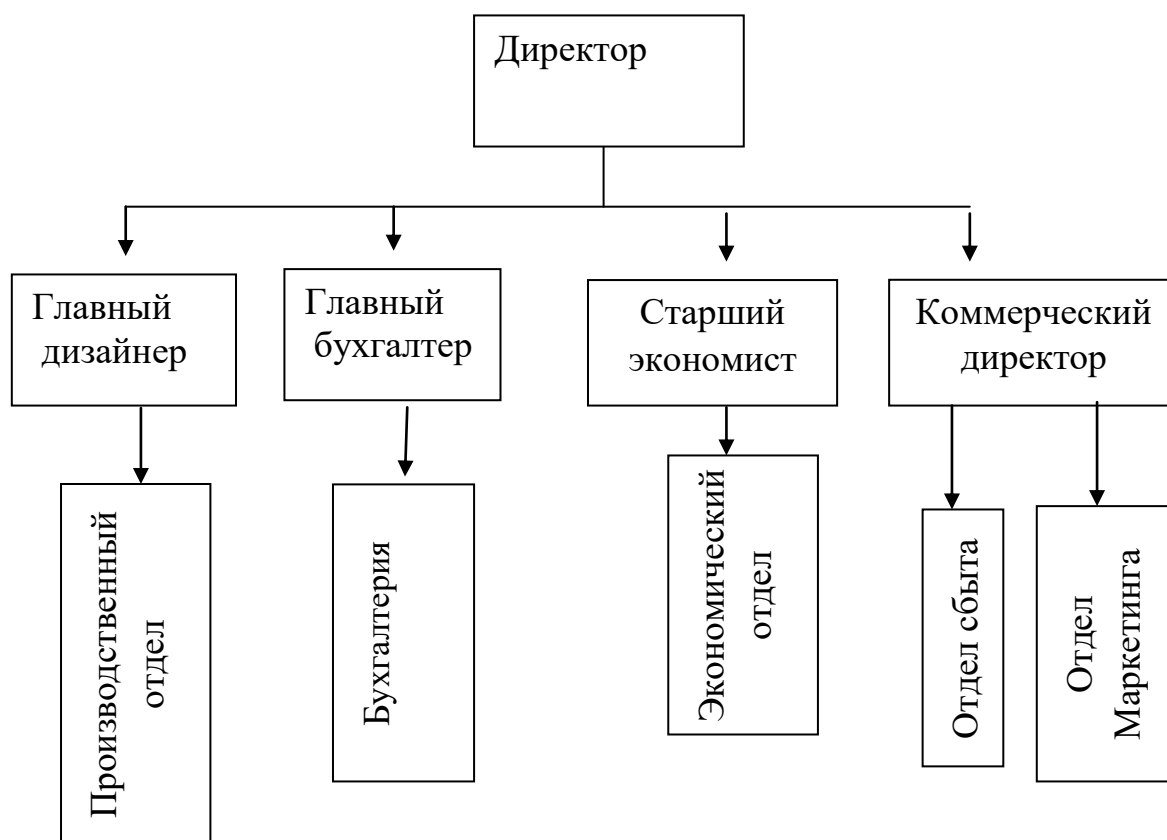 Директор
Главный
дизайнер
Главный
бухгалтер
Старший
экономист
Коммерческий
директор
Производственный
отдел
Бухгалтерия
Экономический
отдел
Отдел сбыта
Отдел
Маркетинга